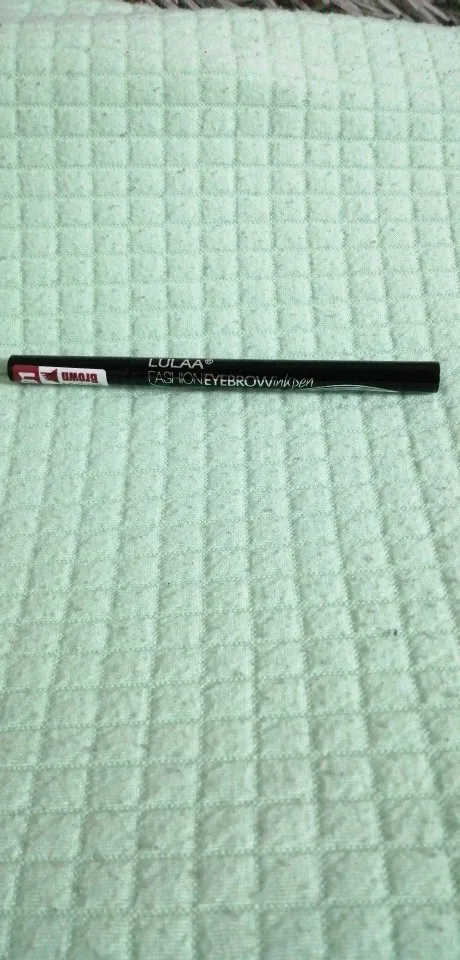 LULAA®
FASHION EYEBROW ink pen
Brown